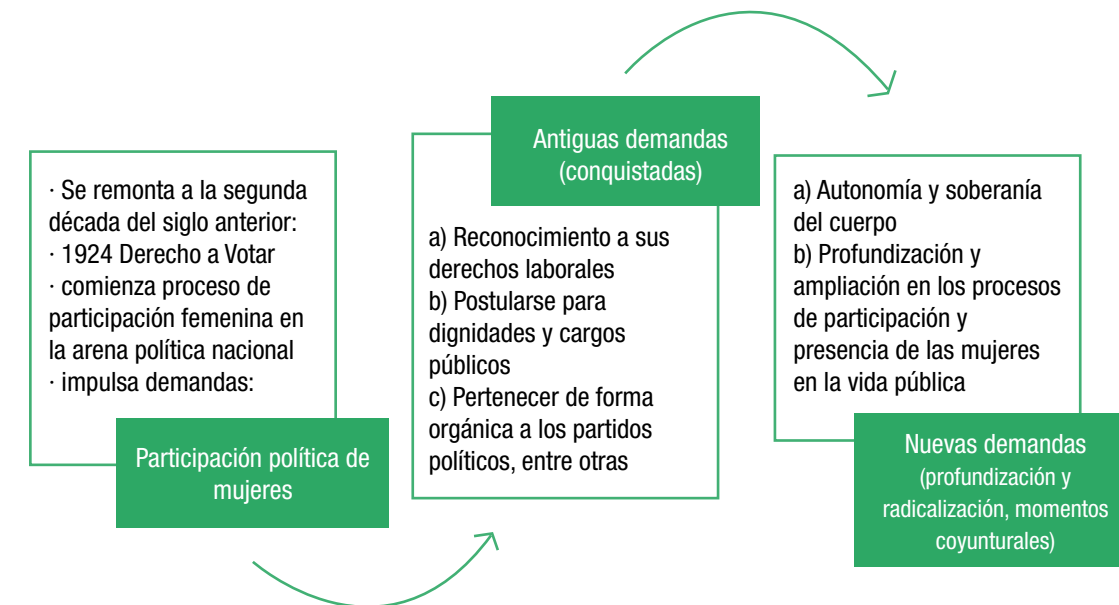 · Se remonta a la segunda
década del siglo anterior:
· 1924 Derecho a Votar
· comienza proceso de
participación femenina en
la arena política nacional
· impulsa demandas:
Participación política de
mujeres
Antiguas demandas
(conquistadas)
a) Reconocimiento a sus
derechos laborales
b) Postularse para
dignidades y cargos
públicos
c) Pertenecer de forma
orgánica a los partidos
políticos, entre otras
a) Autonomía y soberanía
del cuerpo
b) Profundización y
ampliación en los procesos
de participación y
presencia de las mujeres
en la vida pública
Nuevas demandas
(profundización y
radicalización, momentos
coyunturales)